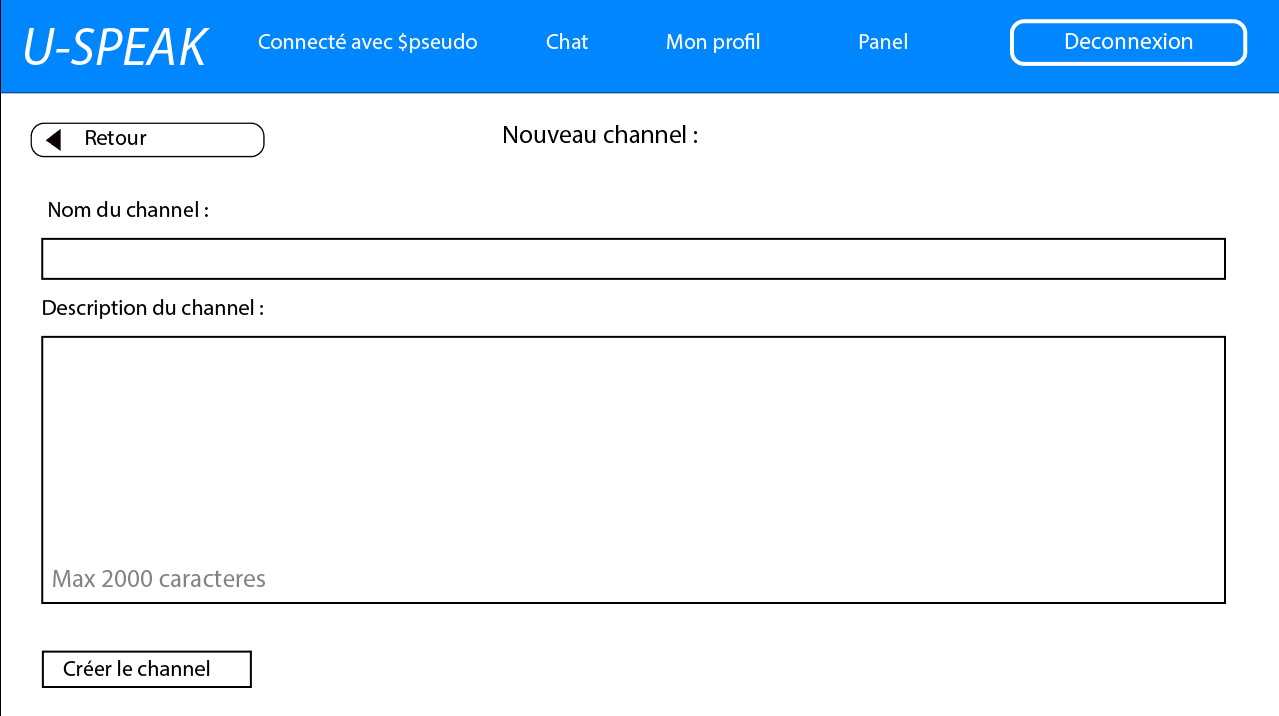 U-SPEAK Connecté avec $pseudo Chat Mon profil Panel Deconnexion
Retour
Nouveau channel :
Nom du channel :
Description du channel :
Max 2000 caracteres
Créer le channel